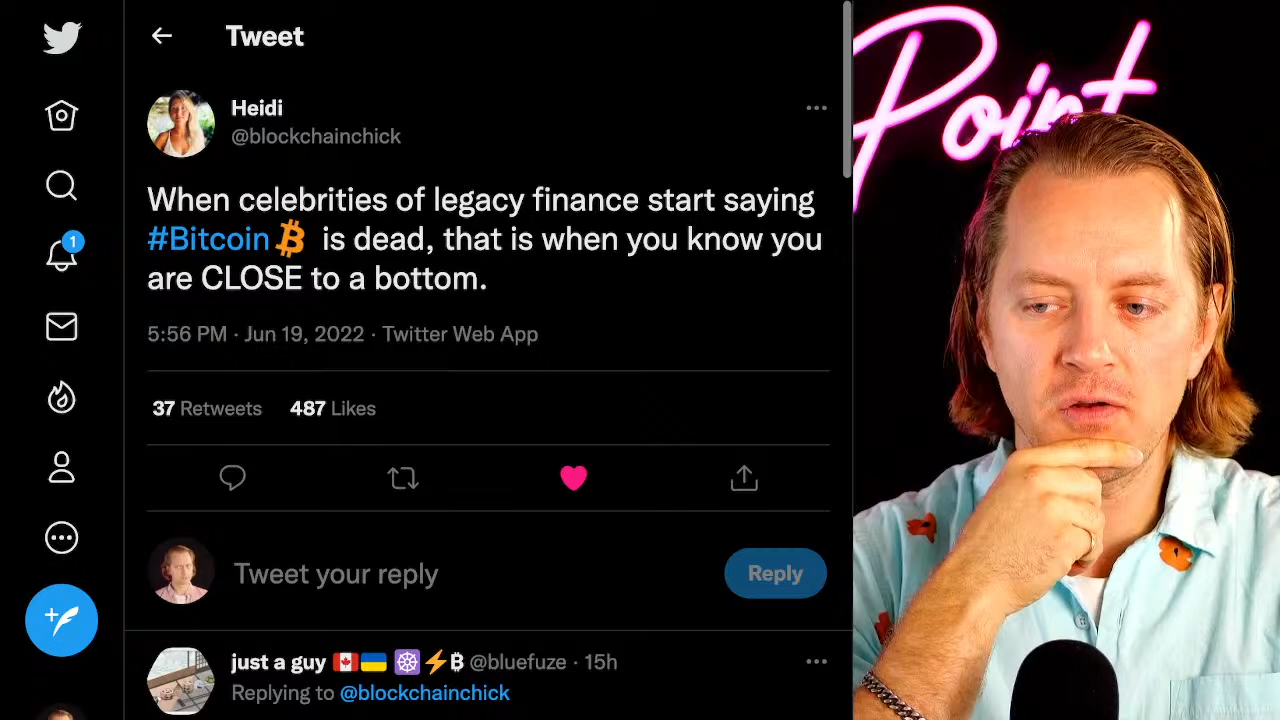 Tweet
Heidi
@blockchainchick
When celebrities of legacy finance start saying
#Bitcoin is dead, that is when you know you
are CLOSE to a bottom.
5:56 PM · Jun 19, 2022 · Twitter Web App
37 Retweets 487 Likes
1
Tweet your reply
Reply
just a guy 🇨🇦🇺🇦☸️⚡₿ @bluefuze · 15h
Replying to @blockchainchick
Point